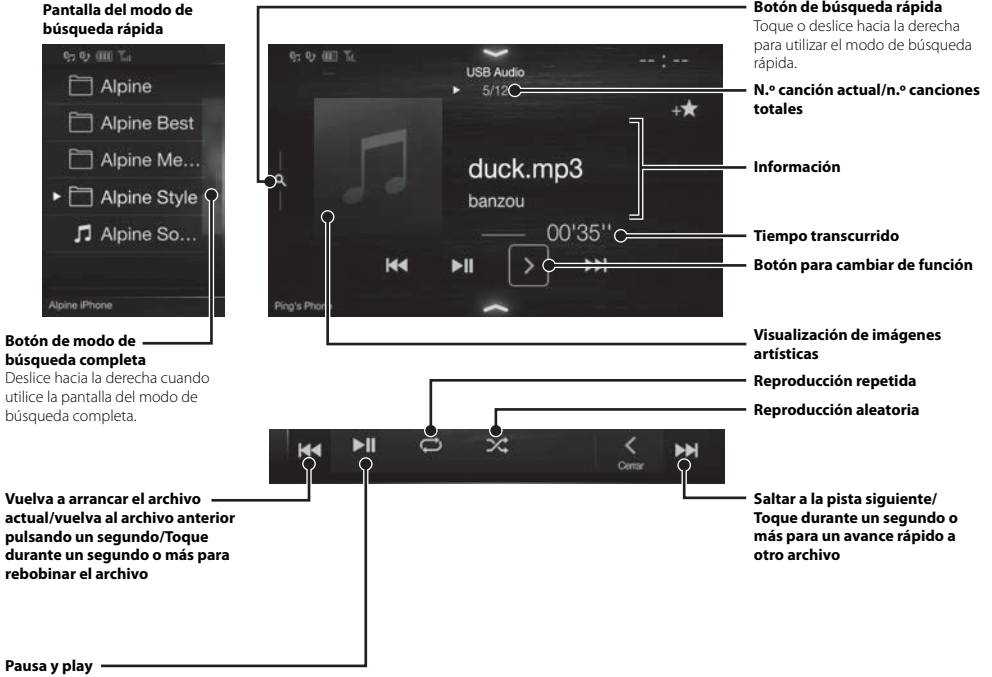 Pantalla del modo de
búsqueda rápida
Alpine
Alpine Best
Alpine Me...
Alpine Style
Alpine So...
Alpine iPhone
Botón de modo de
búsqueda completa
Deslice hacia la derecha cuando
utilice la pantalla del modo de
búsqueda completa.
USB Audio
5/12
-- : --
duck.mp3
banzou
00'35''
Ping's Phone
Botón de búsqueda rápida
Toque o deslice hacia la derecha
para utilizar el modo de búsqueda
rápida.
N.º canción actual/n.º canciones
totales
Información
Tiempo transcurrido
Botón para cambiar de función
Visualización de imágenes
artísticas
Reproducción repetida
Reproducción aleatoria
Cerrar
Vuelva a arrancar el archivo
actual/vuelva al archivo anterior
pulsando un segundo/Toque
durante un segundo o más para
rebobinar el archivo
Saltar a la pista siguiente/
Toque durante un segundo o
más para un avance rápido a
otro archivo
Pausa y play